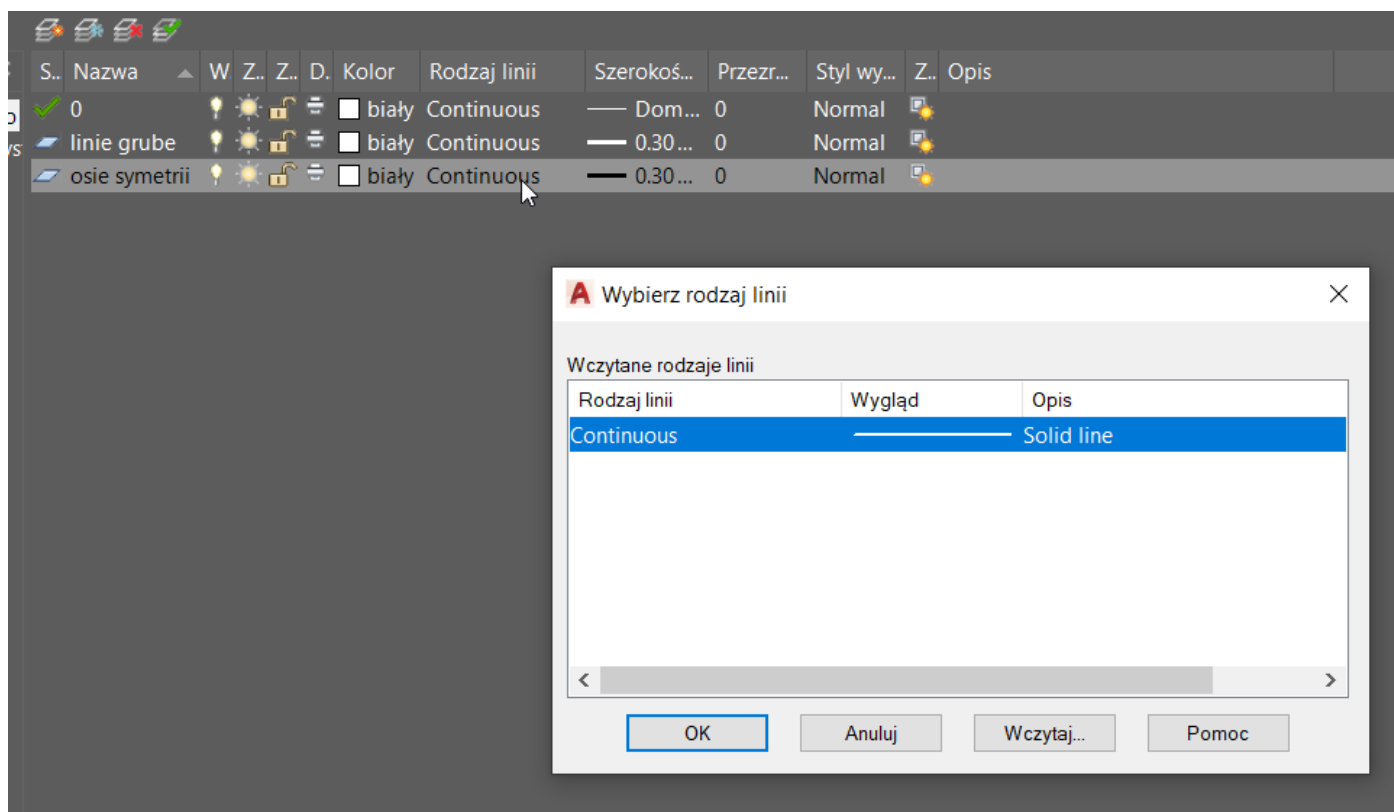 S.. Nazwa W Z.. Z.. D. Kolor Rodzaj linii Szerokoś... Przezr... Styl wy... Z.. Opis
0 biały Continuous Dom... 0 Normal
linie grube biały Continuous 0.30 ... 0 Normal
osie symetrii biały Continuous 0.30 ... 0 Normal
Wybierz rodzaj linii
Wczytane rodzaje linii
Rodzaj linii Wygląd Opis
Continuous Solid line
OK Anuluj Wczytaj... Pomoc